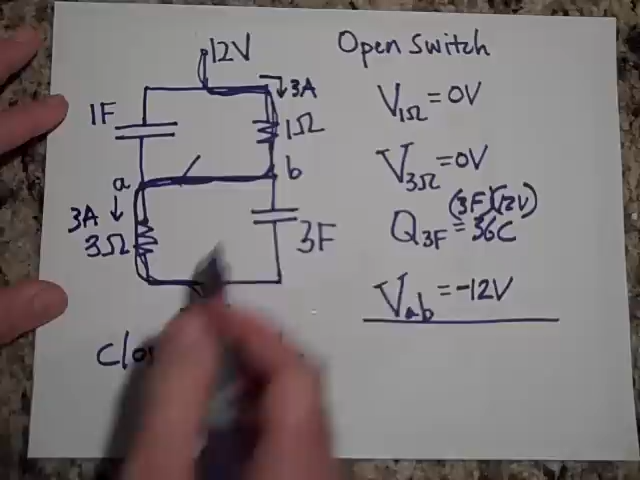 12V
Open Switch
3A
1F
1Ω
V1Ω = 0V
a
b
V3Ω = 0V
3A
3Ω
3F
(3F)(12V)
Q3F = 36C
Vab = -12V